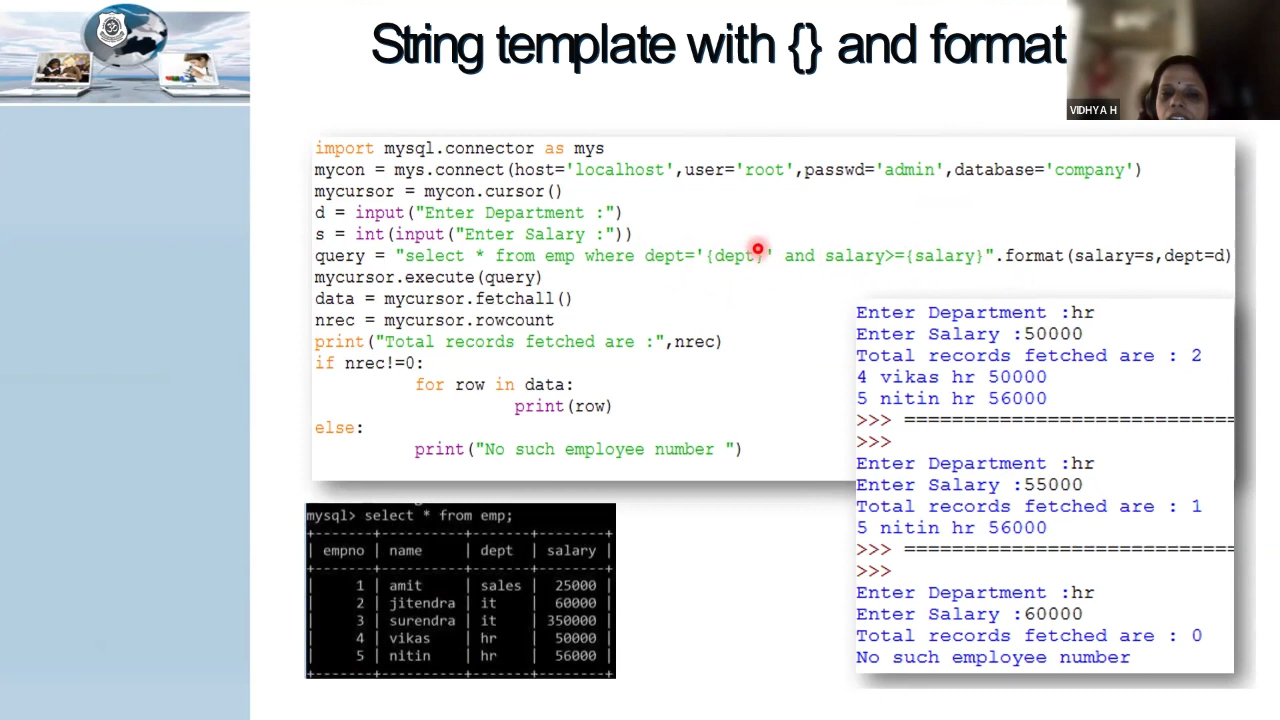 String template with {} and format
VIDHYA H
import mysql.connector as mys
mycon = mys.connect(host='localhost',user='root',passwd='admin',database='company')
mycursor = mycon.cursor()
d = input("Enter Department :")
s = int(input("Enter Salary :"))
query = "select * from emp where dept='{dept}' and salary>={salary}".format(salary=s,dept=d)
mycursor.execute(query)
data = mycursor.fetchall()
nrec = mycursor.rowcount
print("Total records fetched are :",nrec)
if nrec!=0:
for row in data:
print(row)
else:
print("No such employee number ")
Enter Department :hr
Enter Salary :50000
Total records fetched are : 2
4 vikas hr 50000
5 nitin hr 56000
>>> ============================
>>>
Enter Department :hr
Enter Salary :55000
Total records fetched are : 1
5 nitin hr 56000
>>> ============================
>>>
Enter Department :hr
Enter Salary :60000
Total records fetched are : 0
No such employee number
mysql> select * from emp;
+-------+----------+-------+--------+
| empno | name | dept | salary |
+-------+----------+-------+--------+
| 1 | amit | sales | 25000 |
| 2 | jitendra | it | 60000 |
| 3 | surendra | it | 350000 |
| 4 | vikas | hr | 50000 |
| 5 | nitin | hr | 56000 |
+-------+----------+-------+--------+